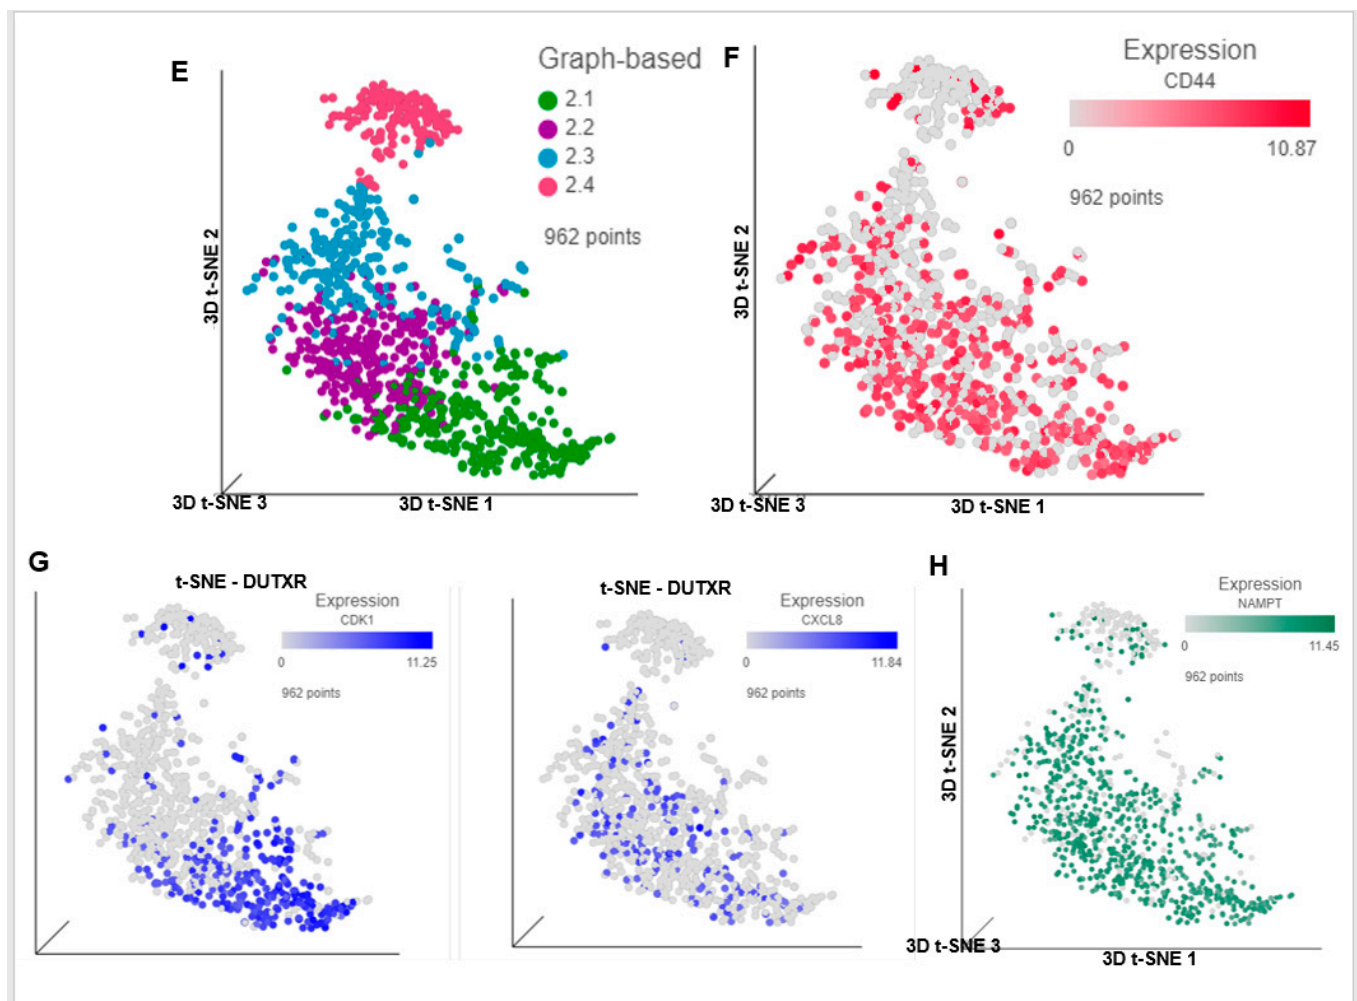 E
Graph-based
2.1
2.2
2.3
2.4
962 points
3D t-SNE 2
3D t-SNE 3
3D t-SNE 1
F
Expression
CD44
0
10.87
962 points
3D t-SNE 2
3D t-SNE 3
3D t-SNE 1
G
t-SNE - DUTXR
Expression
CDK1
0
11.25
962 points
t-SNE - DUTXR
Expression
CXCL8
0
11.84
962 points
H
Expression
NAMPT
0
11.45
962 points
3D t-SNE 2
3D t-SNE 3
3D t-SNE 1